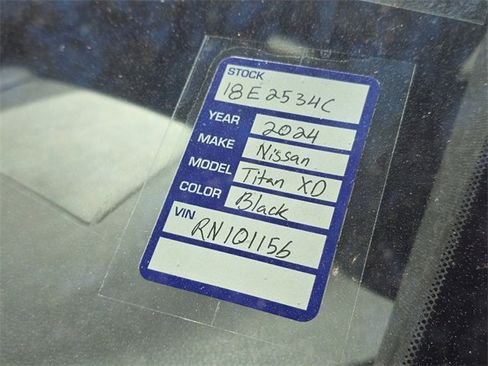 STOCK
18E2534C
YEAR 2024
MAKE Nissan
MODEL Titan XD
COLOR Black
VIN
RN101156